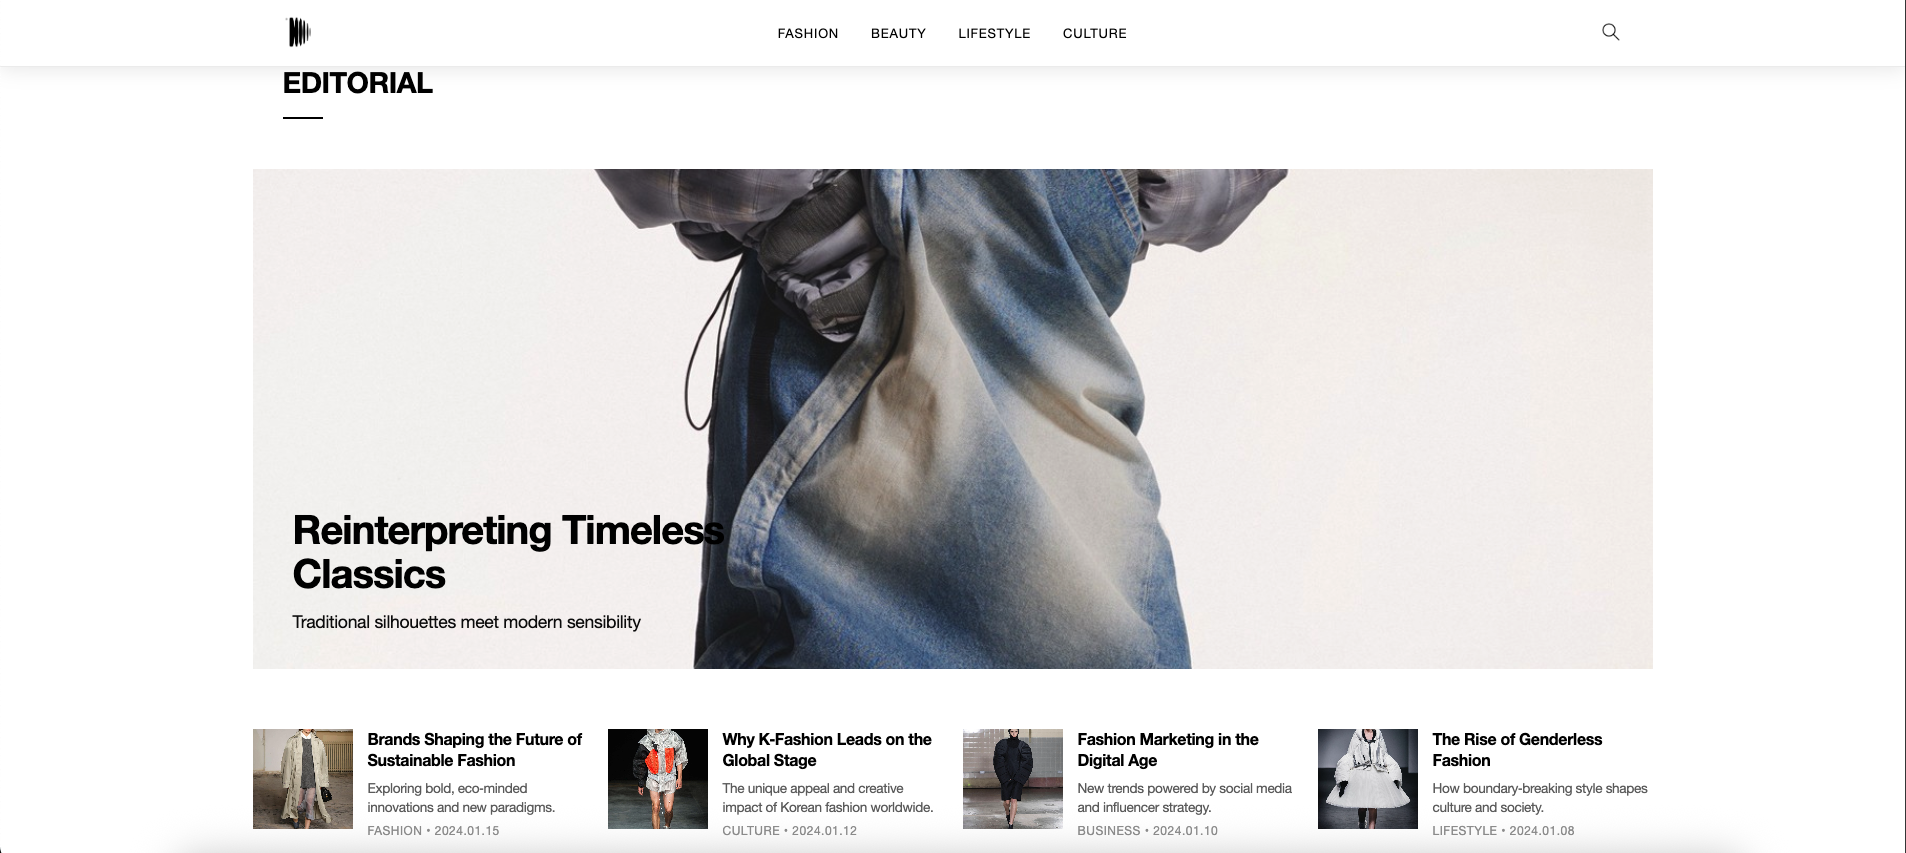 FASHION BEAUTY LIFESTYLE CULTURE
EDITORIAL
Reinterpreting Timeless
Classics
Traditional silhouettes meet modern sensibility
Brands Shaping the Future of
Sustainable Fashion
Exploring bold, eco-minded
innovations and new paradigms.
FASHION • 2024.01.15
Why K-Fashion Leads on the
Global Stage
The unique appeal and creative
impact of Korean fashion worldwide.
CULTURE • 2024.01.12
Fashion Marketing in the
Digital Age
New trends powered by social media
and influencer strategy.
BUSINESS • 2024.01.10
The Rise of Genderless
Fashion
How boundary-breaking style shapes
culture and society.
LIFESTYLE • 2024.01.08